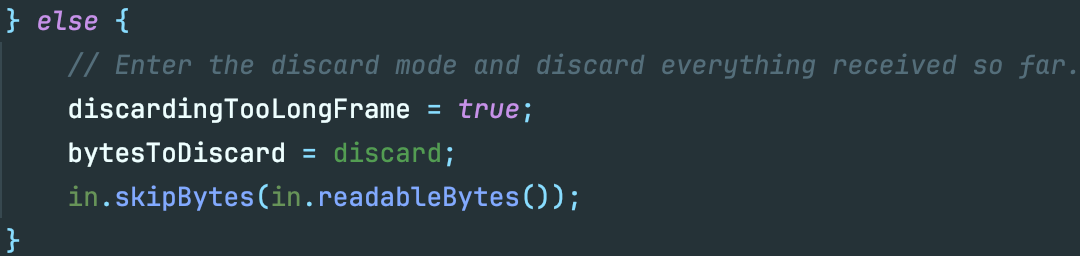 } else {
// Enter the discard mode and discard everything received so far.
discardingTooLongFrame = true;
bytesToDiscard = discard;
in.skipBytes(in.readableBytes());
}